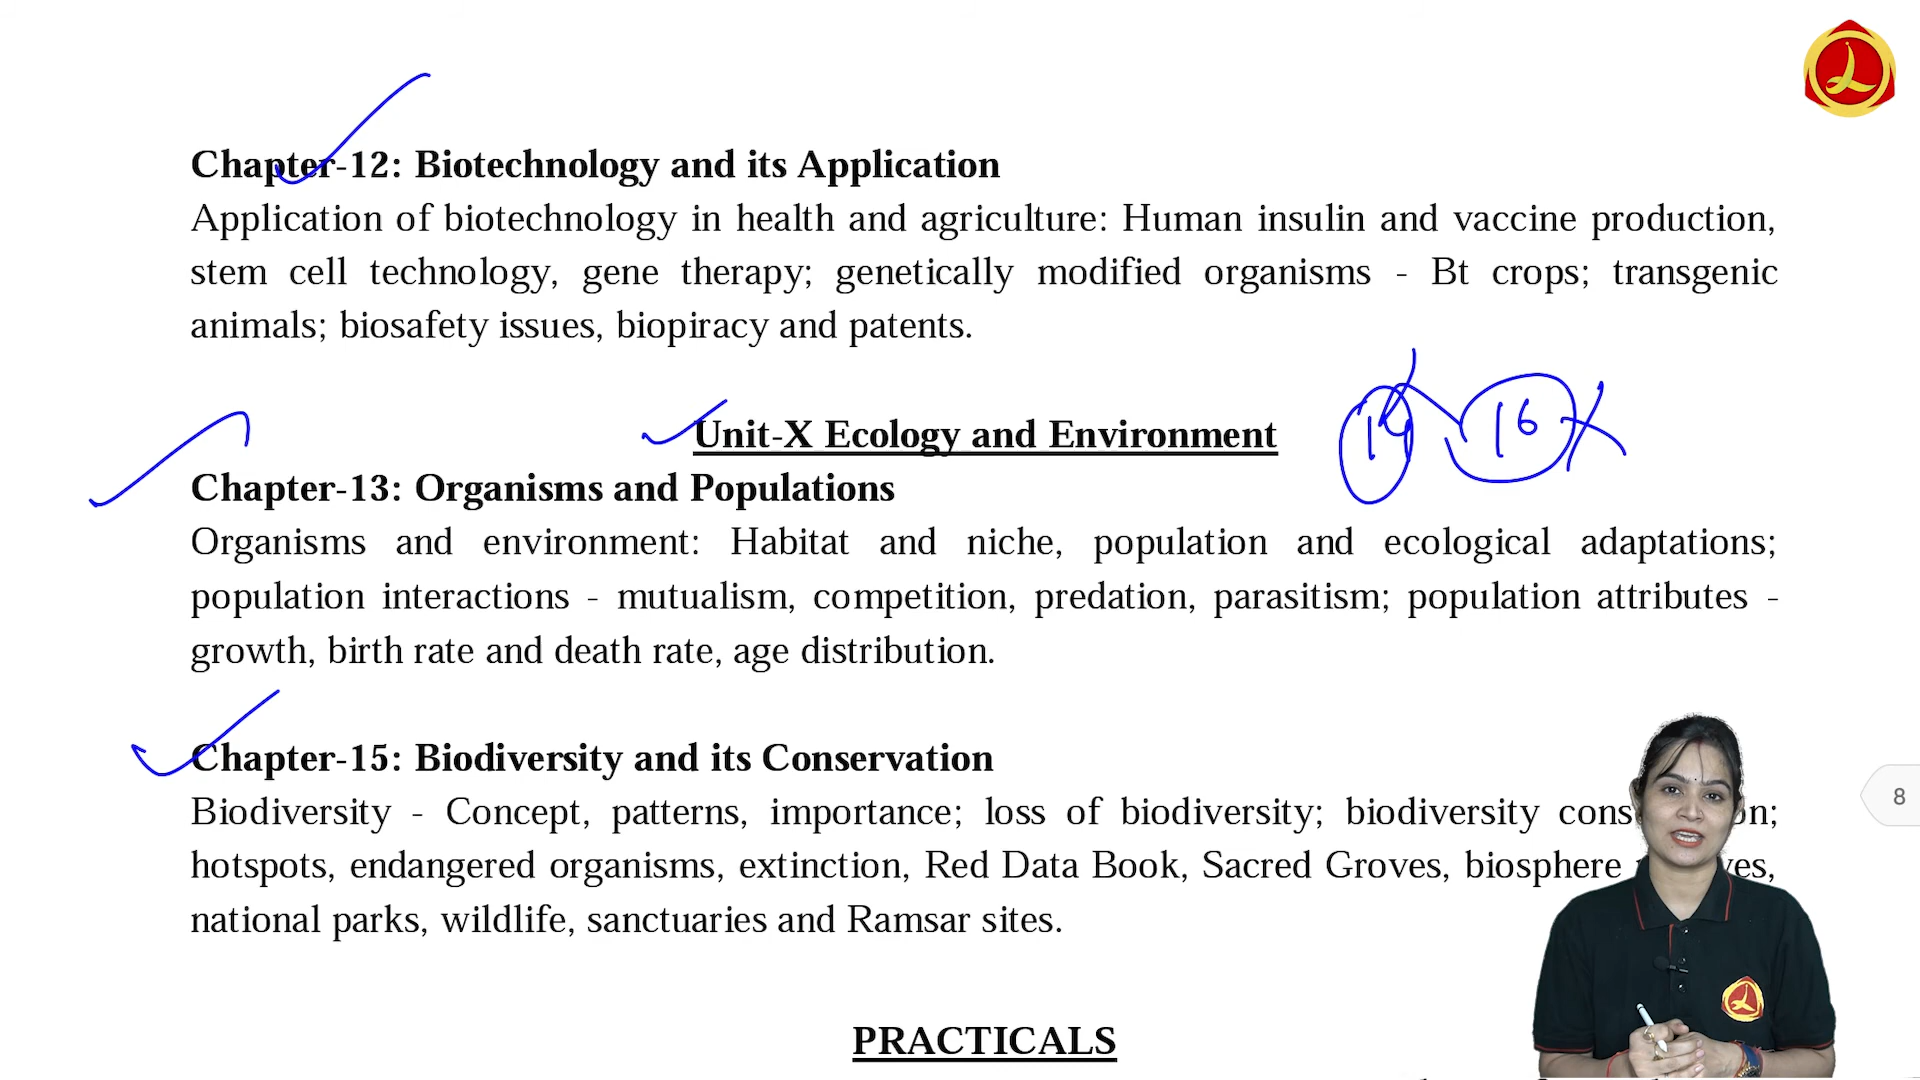 Chapter-12: Biotechnology and its Application
Application of biotechnology in health and agriculture: Human insulin and vaccine production,
stem cell technology, gene therapy; genetically modified organisms - Bt crops; transgenic
animals; biosafety issues, biopiracy and patents.
Unit-X Ecology and Environment
14 16
Chapter-13: Organisms and Populations
Organisms and environment: Habitat and niche, population and ecological adaptations;
population interactions - mutualism, competition, predation, parasitism; population attributes -
growth, birth rate and death rate, age distribution.
Chapter-15: Biodiversity and its Conservation
Biodiversity - Concept, patterns, importance; loss of biodiversity; biodiversity
hotspots, endangered organisms, extinction, Red Data Book, Sacred Groves, biosphere
8
national parks, wildlife, sanctuaries and Ramsar sites.
PRACTICALS